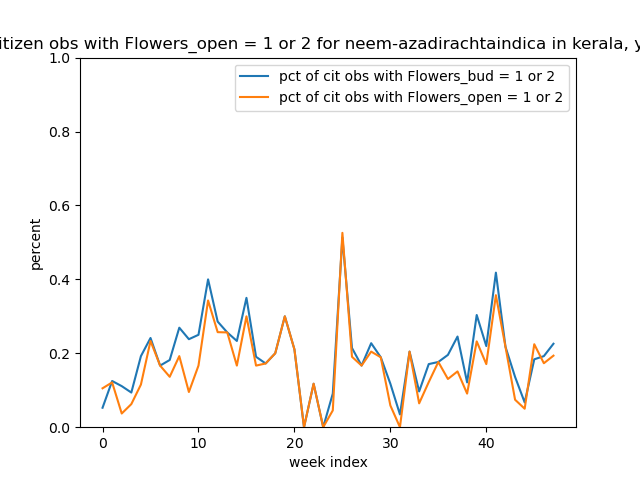 itizen obs with Flowers_open = 1 or 2 for neem-azadirachtaindica in kerala, y
pct of cit obs with Flowers_bud = 1 or 2
pct of cit obs with Flowers_open = 1 or 2
1.0
0.8
0.6
0.4
0.2
0.0
percent
0 10 20 30 40
week index